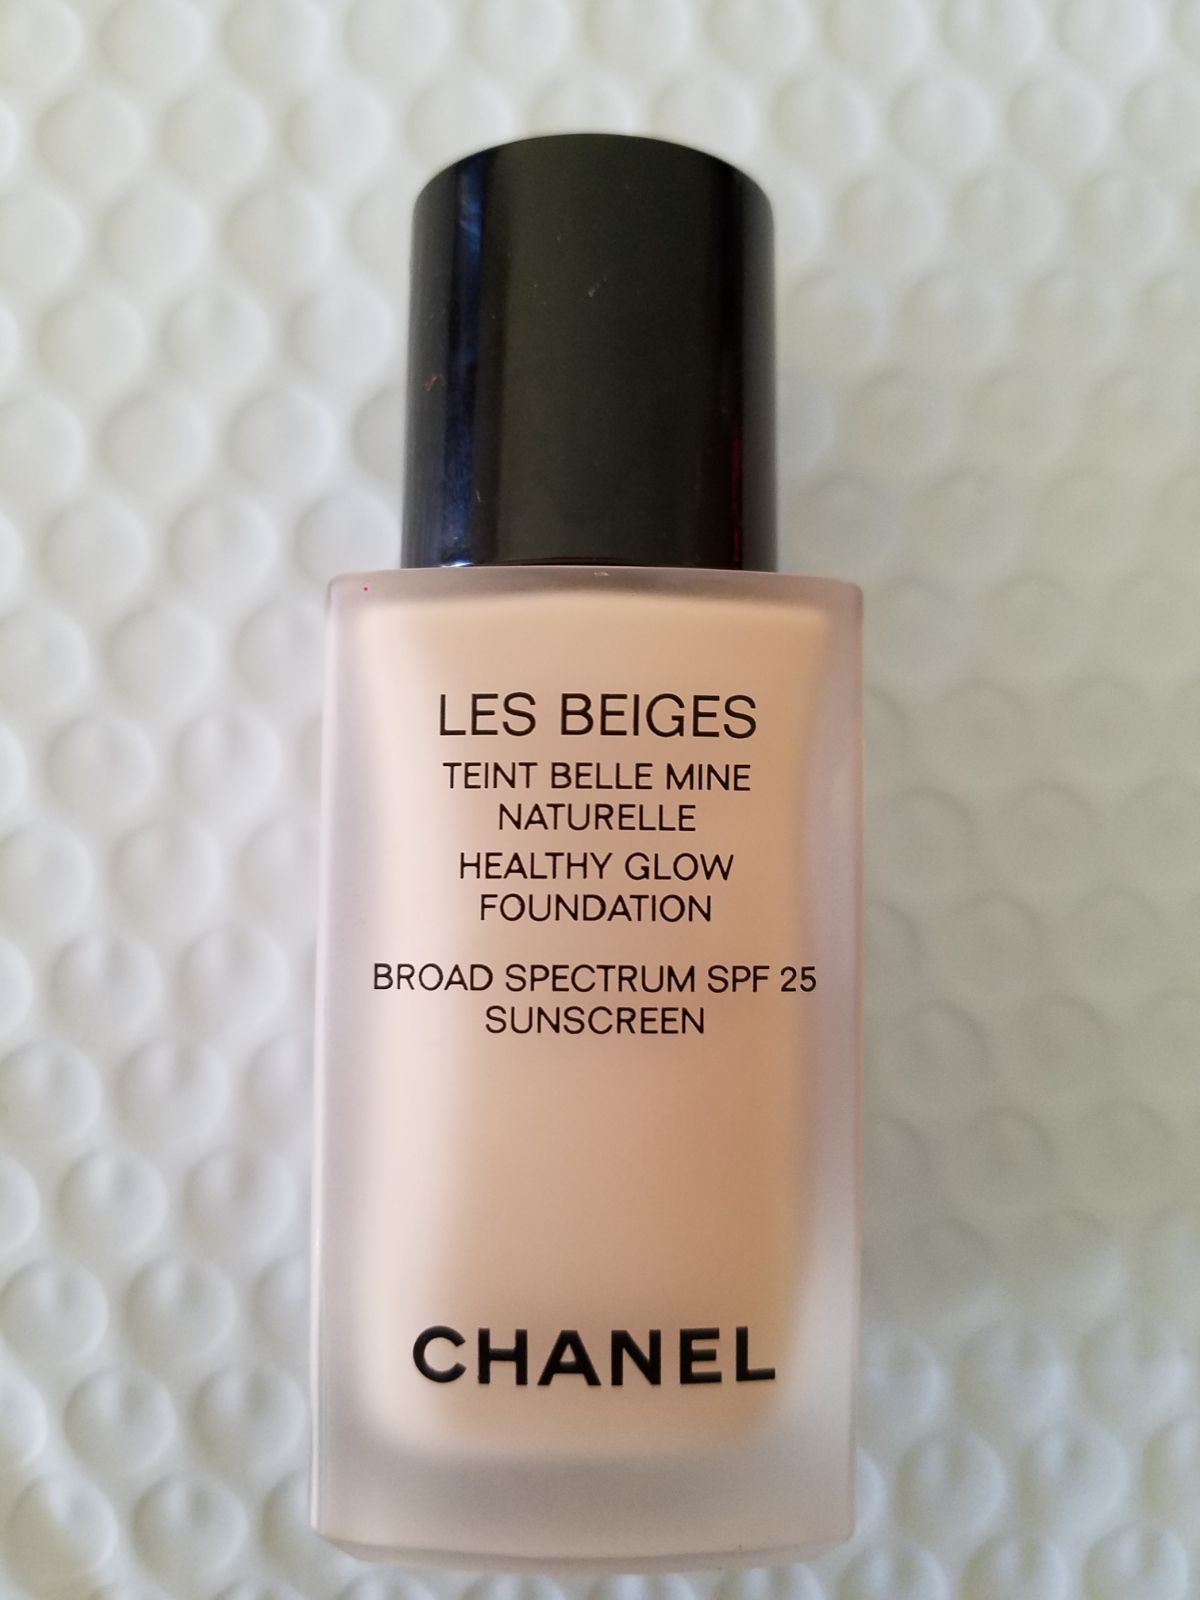 LES BEIGES
TEINT BELLE MINE
NATURELLE
HEALTHY GLOW
FOUNDATION
BROAD SPECTRUM SPF 25
SUNSCREEN
CHANEL